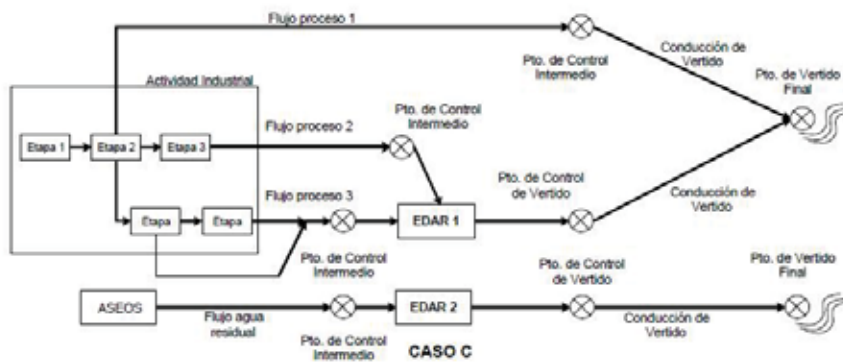 Flujo proceso 1
Pto. de Control
Intermedio
Conducción de
Vertido
Pto. de Vertido
Final
Actividad Industrial
Etapa 1
Etapa 2
Etapa 3
Flujo proceso 2
Pto. de Control
Intermedio
Etapa
Etapa
Flujo proceso 3
Pto. de Control
Intermedio
EDAR 1
Pto. de Control
de Vertido
Conducción de
Vertido
ASEOS
Flujo agua
residual
Pto. de Control
Intermedio
EDAR 2
Pto. de Control
de Vertido
Conducción de
Vertido
Pto. de Vertido
Final
CASO C